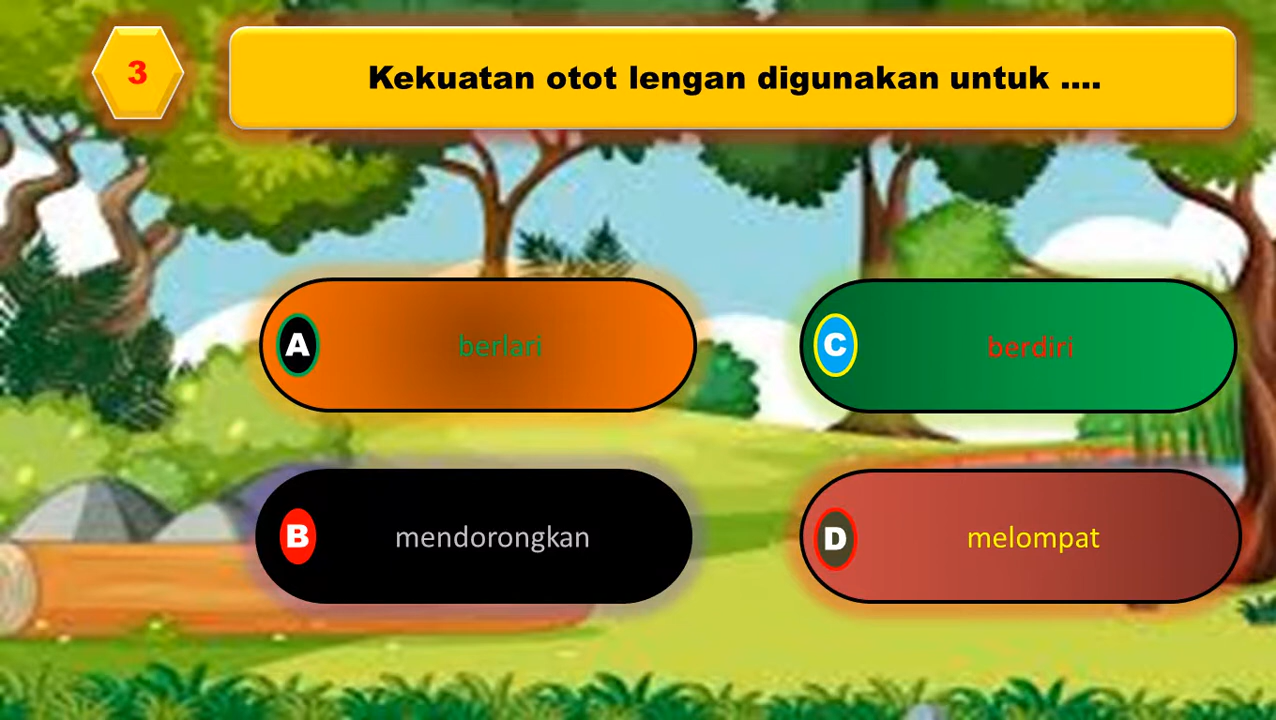 3
Kekuatan otot lengan digunakan untuk ....
A
berlari
B
mendorongkan
C
berdiri
D
melompat